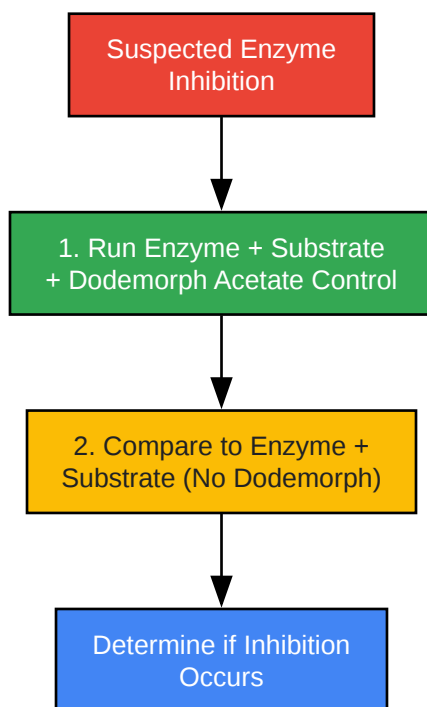 Suspected Enzyme
Inhibition
1. Run Enzyme + Substrate
+ Dodemorph Acetate Control
2. Compare to Enzyme +
Substrate (No Dodemorph)
Determine if Inhibition
Occurs